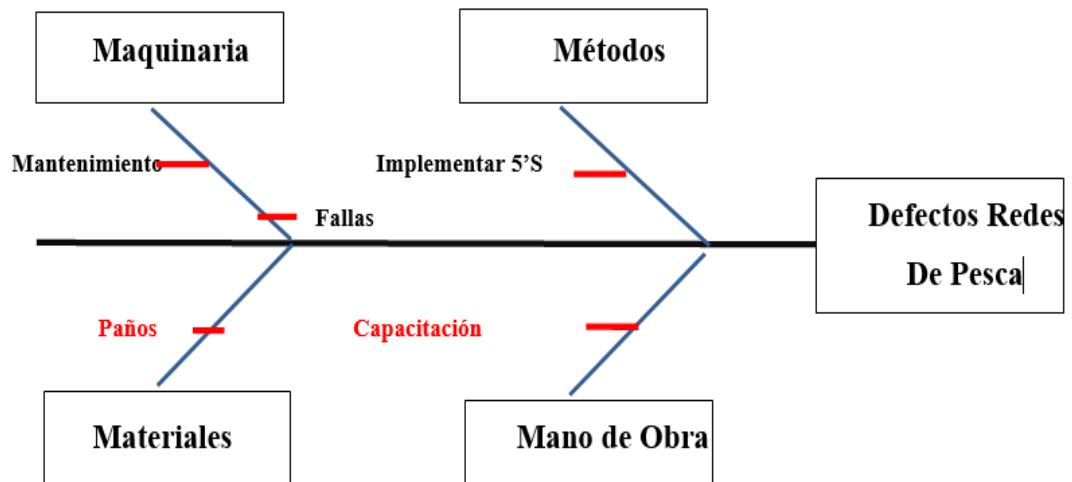 Maquinaria
Métodos
Mantenimiento
Implementar 5’S
Fallas
Defectos Redes
De Pesca
Paños
Capacitación
Materiales
Mano de Obra